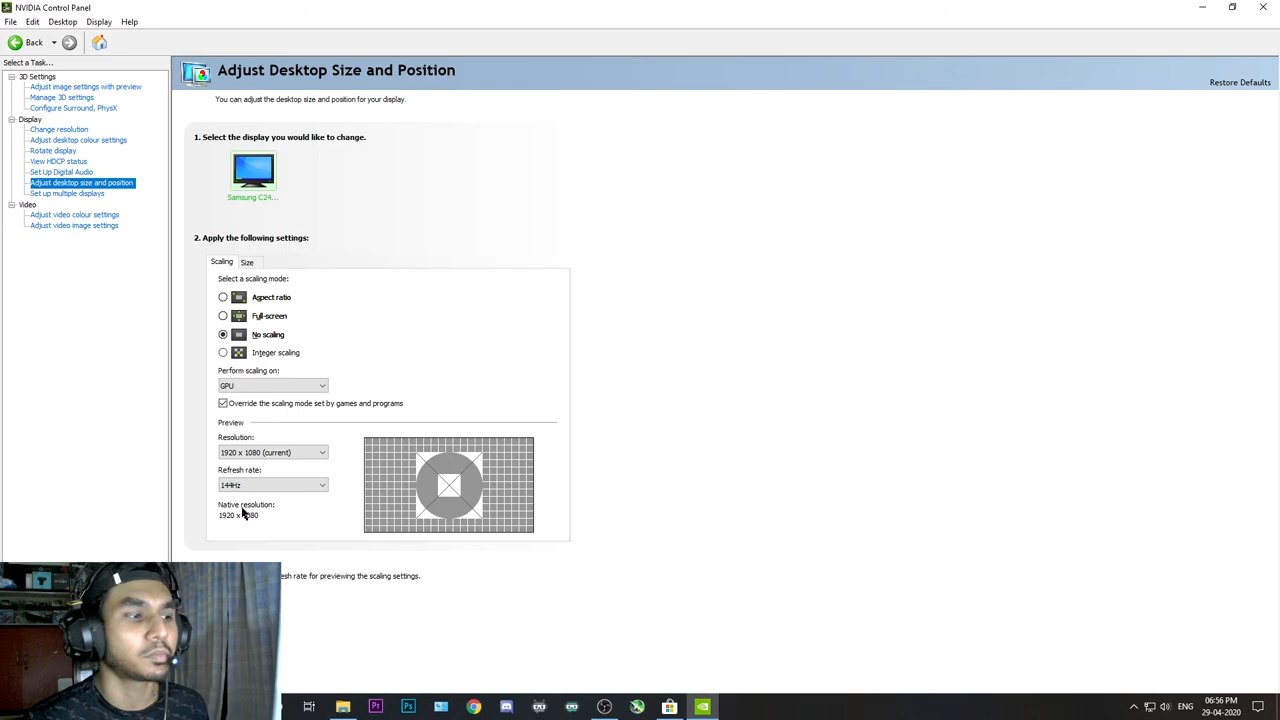 NVIDIA Control Panel
File Edit Desktop Display Help
Back
Select a Task...
3D Settings
Adjust image settings with preview
Manage 3D settings
Configure Surround, PhysX
Display
Change resolution
Adjust desktop colour settings
Rotate display
View HDCP status
Set Up Digital Audio
Adjust desktop size and position
Set up multiple displays
Video
Adjust video colour settings
Adjust video image settings
Adjust Desktop Size and Position
Restore Defaults
You can adjust the desktop size and position for your display.
1. Select the display you would like to change.
Samsung C24...
2. Apply the following settings:
Scaling Size
Select a scaling mode:
Aspect ratio
Full-screen
No scaling
Integer scaling
Perform scaling on:
GPU
Override the scaling mode set by games and programs
Preview
Resolution:
1920 x 1080 (current)
Refresh rate:
144Hz
Native resolution:
1920 x
rate for previewing the scaling settings.
Pr
Ps
ENG
06:56 PM
29-04-2020